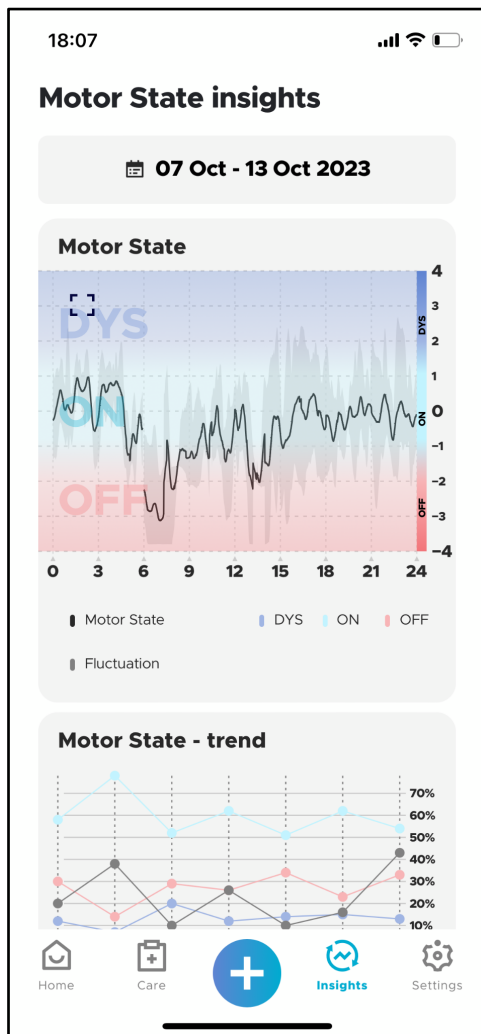 18:07
Motor State insights
07 Oct - 13 Oct 2023
Motor State
4
3
DYS
DYS
2
1
ON
0
ON
-1
-2
OFF
OFF
-3
-4
0 3 6 9 12 15 18 21 24
Motor State DYS ON OFF
Fluctuation
Motor State - trend
70%
60%
50%
40%
30%
20%
10%
Home Care Insights Settings